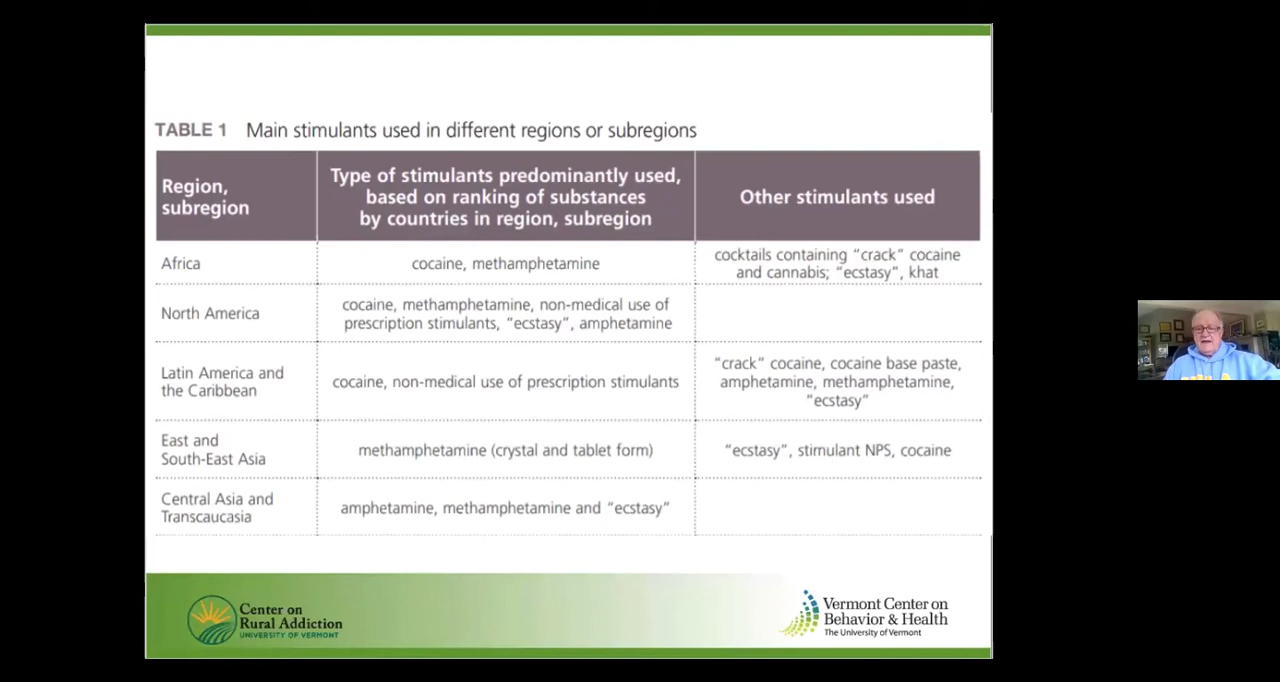 TABLE 1 Main stimulants used in different regions or subregions
Region,
subregion
Type of stimulants predominantly used,
based on ranking of substances
by countries in region, subregion
Other stimulants used
Africa
cocaine, methamphetamine
cocktails containing “crack” cocaine
and cannabis; “ecstasy”, khat
North America
cocaine, methamphetamine, non-medical use of
prescription stimulants, “ecstasy”, amphetamine
Latin America and
the Caribbean
cocaine, non-medical use of prescription stimulants
“crack” cocaine, cocaine base paste,
amphetamine, methamphetamine,
“ecstasy”
East and
South-East Asia
methamphetamine (crystal and tablet form)
“ecstasy”, stimulant NPS, cocaine
Central Asia and
Transcaucasia
amphetamine, methamphetamine and “ecstasy”
Center on
Rural Addiction
UNIVERSITY OF VERMONT
Vermont Center on
Behavior & Health
The University of Vermont